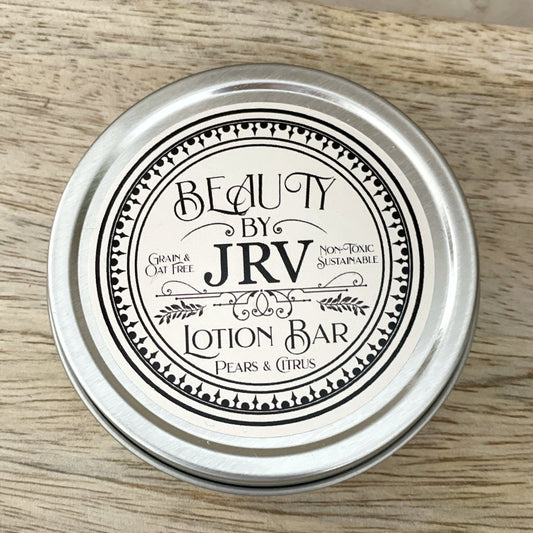 BEAUTY
BY
JRV
GRAIN &
OAT FREE
NON-TOXIC
SUSTAINABLE
LOTION BAR
PEARS & CITRUS